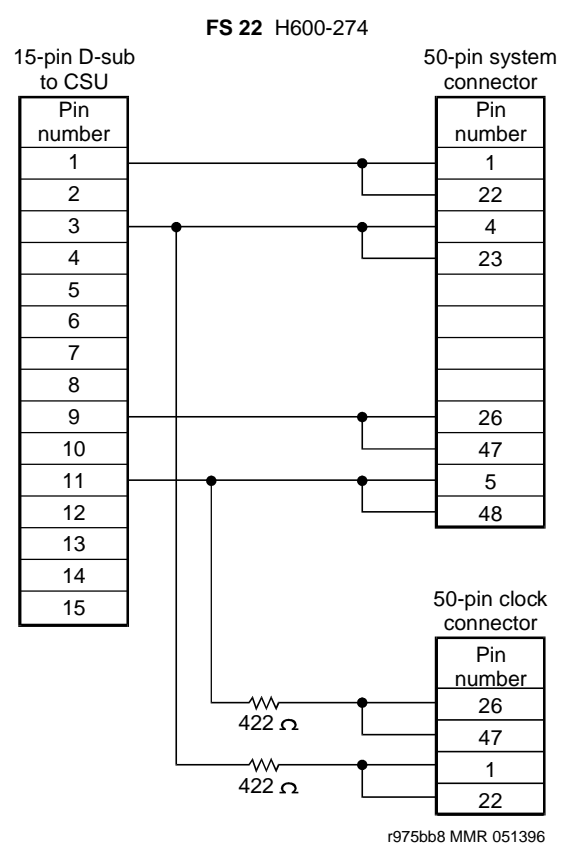 FS 22 H600-274
15-pin D-sub
to CSU
Pin
number
1
2
3
4
5
6
7
8
9
10
11
12
13
14
15
50-pin system
connector
Pin
number
1
22
4
23
26
47
5
48
50-pin clock
connector
Pin
number
26
47
1
22
422 Ω
422 Ω
r975bb8 MMR 051396